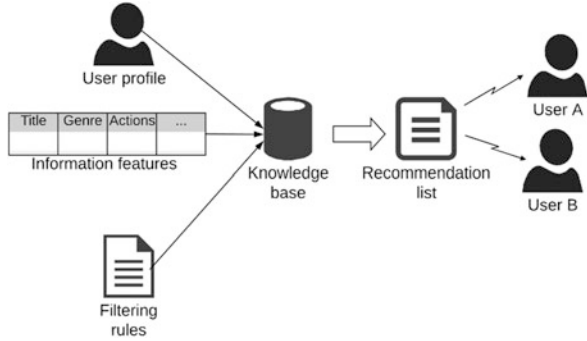 User profile
Title Genre Actions ...
Information features
Filtering
rules
Knowledge
base
Recommendation
list
User A
User B